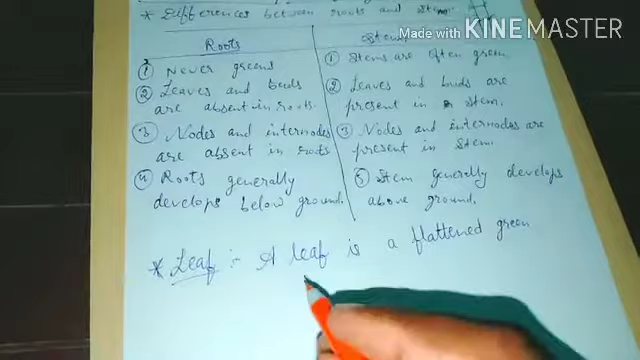 * Differences between roots and stem
Made with KINEMASTER
Roots
Stem
① Never greens
① Stems are often green
② Leaves and buds
are absent in roots.
② Leaves and buds are
present in stem.
③ Nodes and internodes
are absent in roots
③ Nodes and internodes are
present in stem.
④ Roots generally
develops below ground.
⑤ Stem generally develops
above ground.
* Leaf :- A leaf is a flattened green